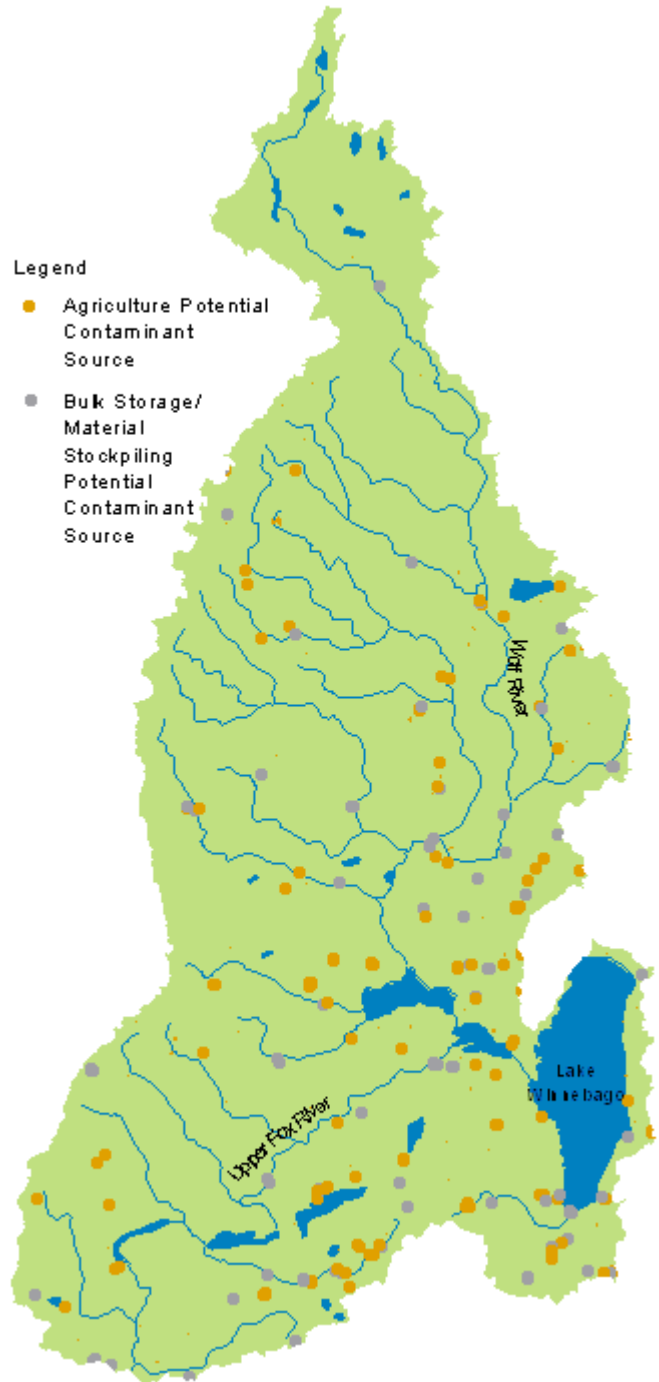 Legend
Agriculture Potential
Contaminant
Source
Bulk Storage/
Material
Stockpiling
Potential
Contaminant
Source
Wolf River
Lake
Winnebago
Upper Fox River